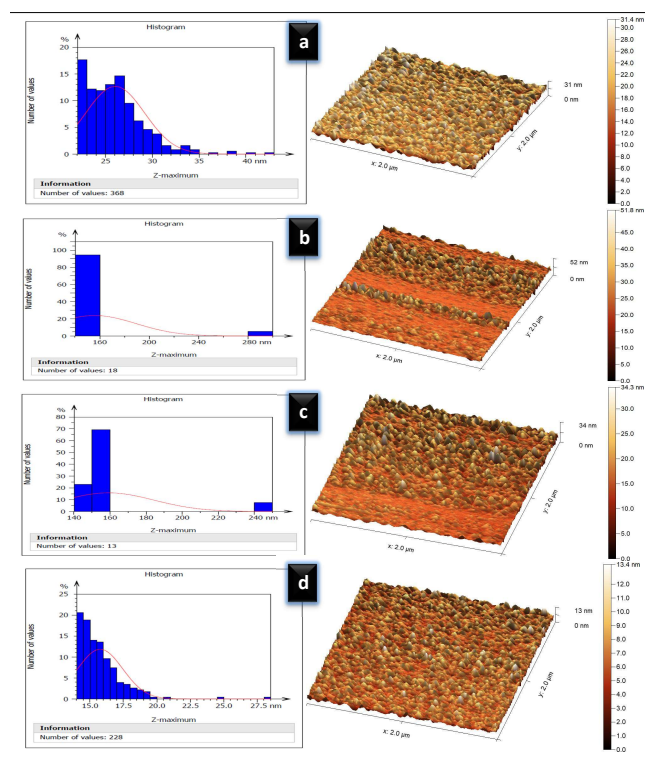 Histogram
%
20
15
10
5
0
Number of values
25
30
35
40 nm
Z-maximum
Information
Number of values: 368
a
31 nm
0 nm
x: 2.0 µm
y: 2.0 µm
31.4 nm
30.0
28.0
26.0
24.0
22.0
20.0
18.0
16.0
14.0
12.0
10.0
8.0
6.0
4.0
2.0
0.0
Histogram
%
100
80
60
40
20
0
Number of values
160
200
240
280 nm
Z-maximum
Information
Number of values: 18
b
52 nm
0 nm
x: 2.0 µm
y: 2.0 µm
51.8 nm
45.0
40.0
35.0
30.0
25.0
20.0
15.0
10.0
5.0
0.0
Histogram
%
80
70
60
50
40
30
20
10
0
Number of values
140
160
180
200
220
240 nm
Z-maximum
Information
Number of values: 13
c
34 nm
0 nm
x: 2.0 µm
y: 2.0 µm
34.3 nm
30.0
25.0
20.0
15.0
10.0
5.0
0.0
Histogram
%
25
20
15
10
5
0
Number of values
15.0
17.5
20.0
22.5
25.0
27.5 nm
Z-maximum
Information
Number of values: 228
d
13 nm
0 nm
x: 2.0 µm
y: 2.0 µm
13.4 nm
12.0
11.0
10.0
9.0
8.0
7.0
6.0
5.0
4.0
3.0
2.0
1.0
0.0